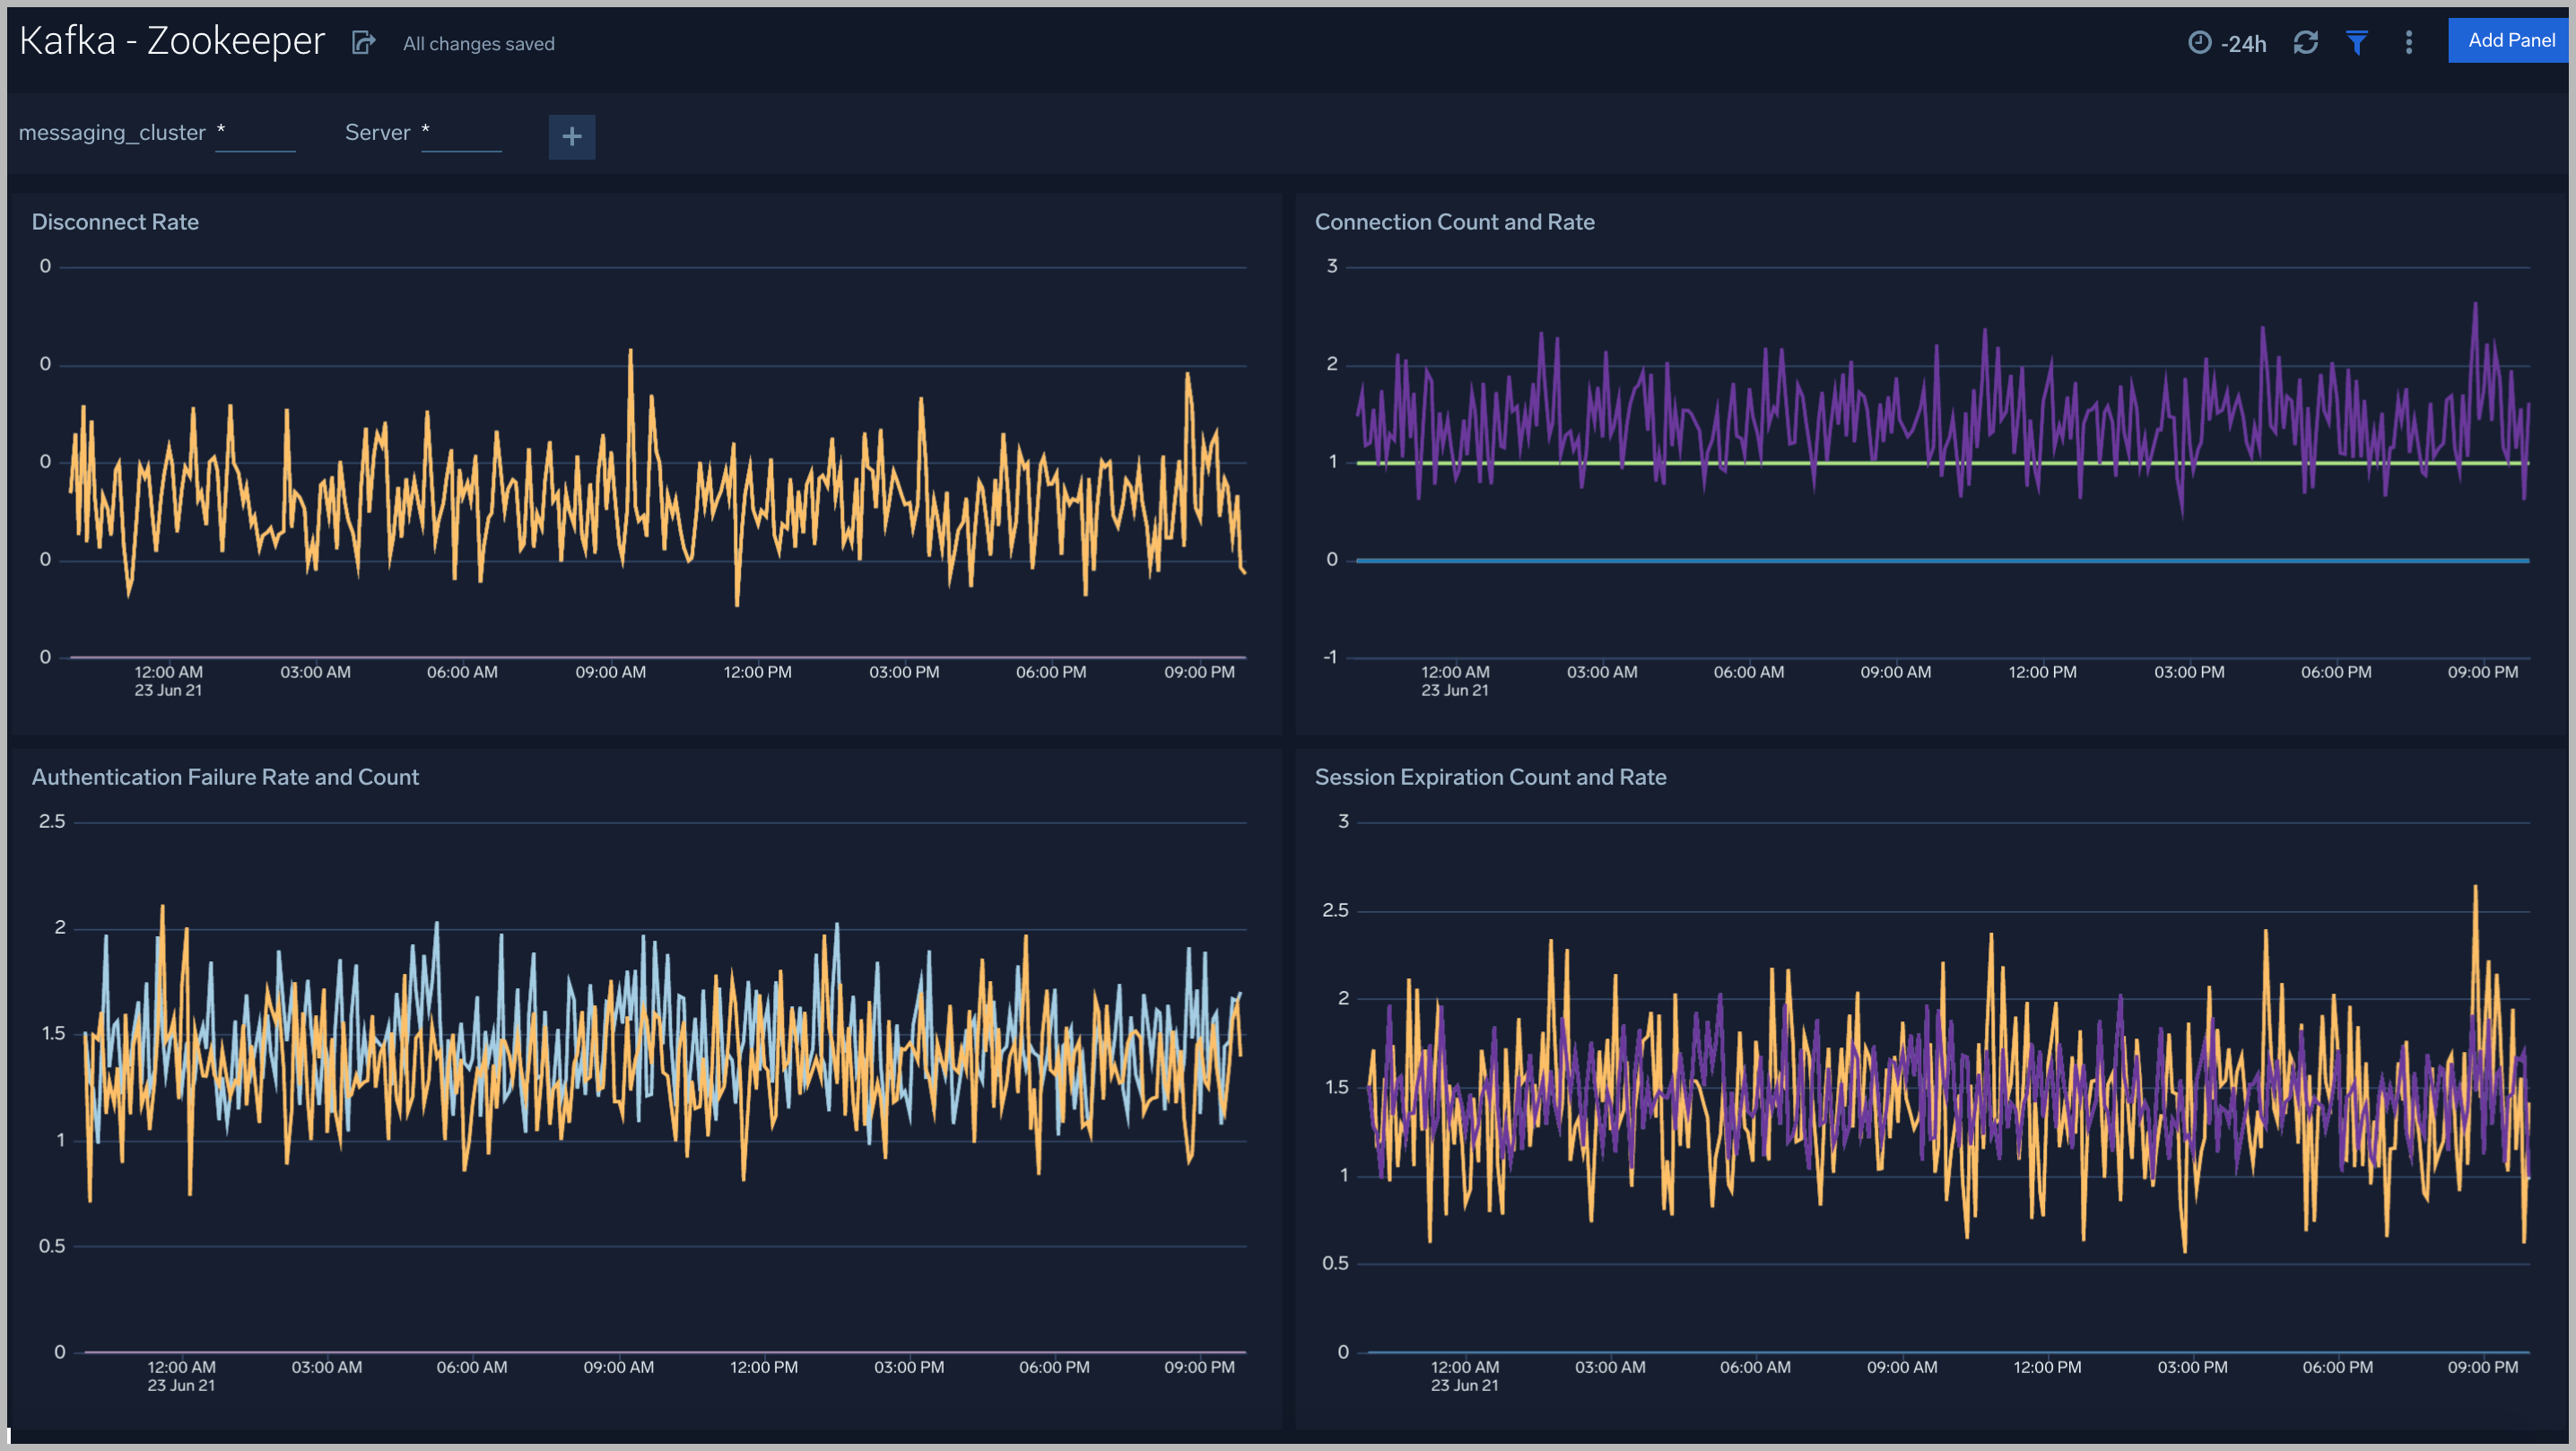 Kafka - Zookeeper
All changes saved
-24h
Add Panel
messaging_cluster *
Server *
+
Disconnect Rate
0
0
0
0
0
12:00 AM 03:00 AM 06:00 AM 09:00 AM 12:00 PM 03:00 PM 06:00 PM 09:00 PM
23 Jun 21
Connection Count and Rate
3
2
1
0
-1
12:00 AM 03:00 AM 06:00 AM 09:00 AM 12:00 PM 03:00 PM 06:00 PM 09:00 PM
23 Jun 21
Authentication Failure Rate and Count
2.5
2
1.5
1
0.5
0
12:00 AM 03:00 AM 06:00 AM 09:00 AM 12:00 PM 03:00 PM 06:00 PM 09:00 PM
23 Jun 21
Session Expiration Count and Rate
3
2.5
2
1.5
1
0.5
0
12:00 AM 03:00 AM 06:00 AM 09:00 AM 12:00 PM 03:00 PM 06:00 PM 09:00 PM
23 Jun 21